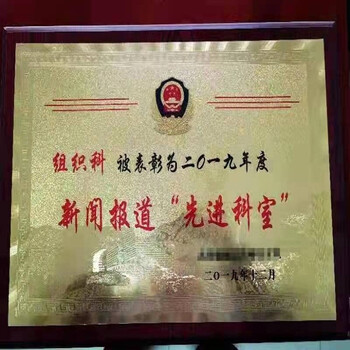 组织科 被表彰为二〇一九年度
新闻报道“先进科室”
二〇一九年十二月